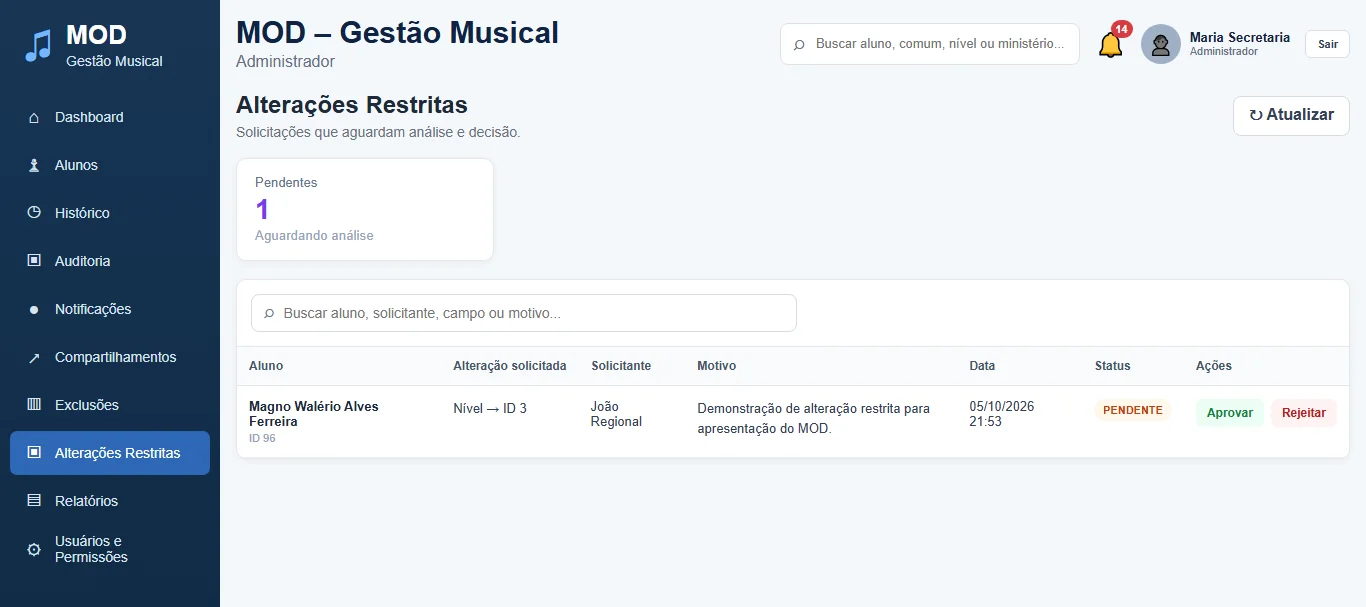 MOD
Gestão Musical
Dashboard
Alunos
Histórico
Auditoria
Notificações
Compartilhamentos
Exclusões
Alterações Restritas
Relatórios
Usuários e
Permissões
MOD – Gestão Musical
Administrador
Buscar aluno, comum, nível ou ministério...
14
Maria Secretaria
Administrador
Sair
Alterações Restritas
Solicitações que aguardam análise e decisão.
↻ Atualizar
Pendentes
1
Aguardando análise
Buscar aluno, solicitante, campo ou motivo...
Aluno Alteração solicitada Solicitante Motivo Data Status Ações
Magno Walério Alves
Ferreira
ID 96
Nível → ID 3
João
Regional
Demonstração de alteração restrita para
apresentação do MOD.
05/10/2026
21:53
PENDENTE
Aprovar Rejeitar